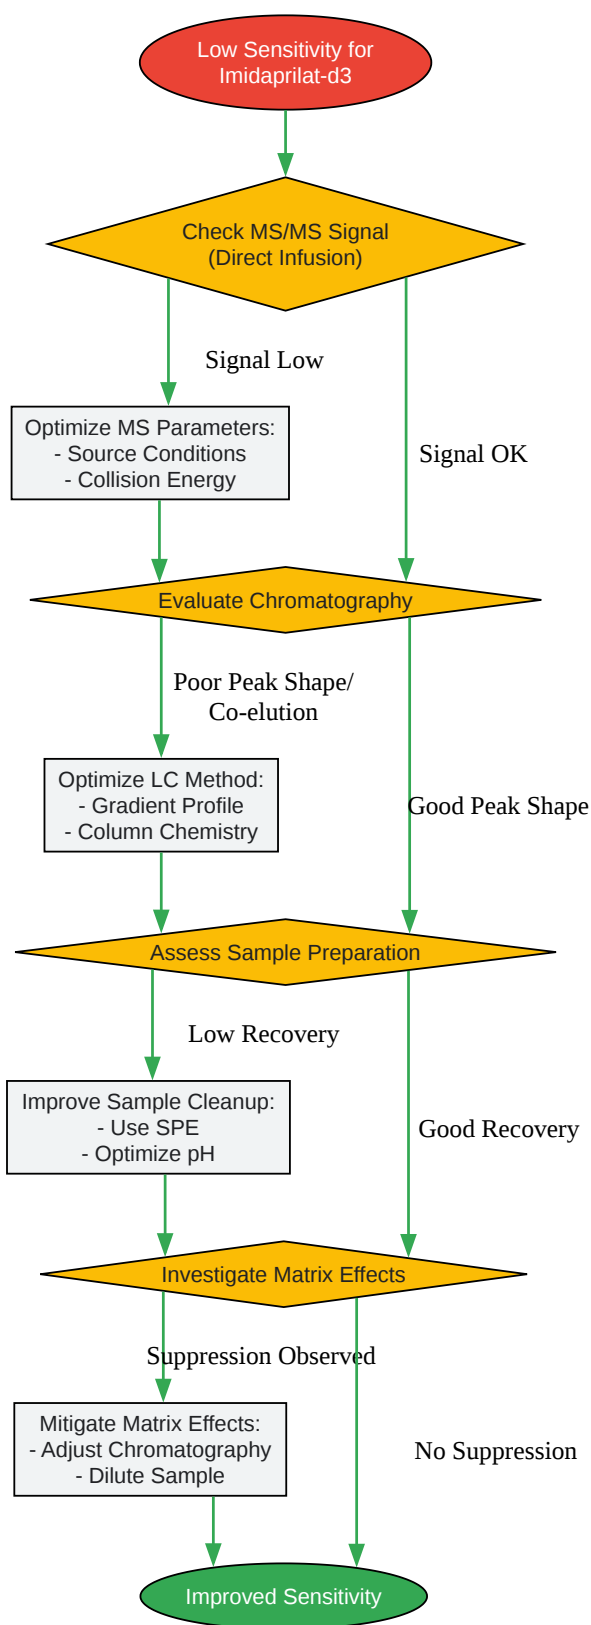 Low Sensitivity for
Imidaprilat-d3
Check MS/MS Signal
(Direct Infusion)
Signal Low
Optimize MS Parameters:
- Source Conditions
- Collision Energy
Signal OK
Evaluate Chromatography
Poor Peak Shape/
Co-elution
Optimize LC Method:
- Gradient Profile
- Column Chemistry
Good Peak Shape
Assess Sample Preparation
Low Recovery
Improve Sample Cleanup:
- Use SPE
- Optimize pH
Good Recovery
Investigate Matrix Effects
Suppression Observed
Mitigate Matrix Effects:
- Adjust Chromatography
- Dilute Sample
No Suppression
Improved Sensitivity